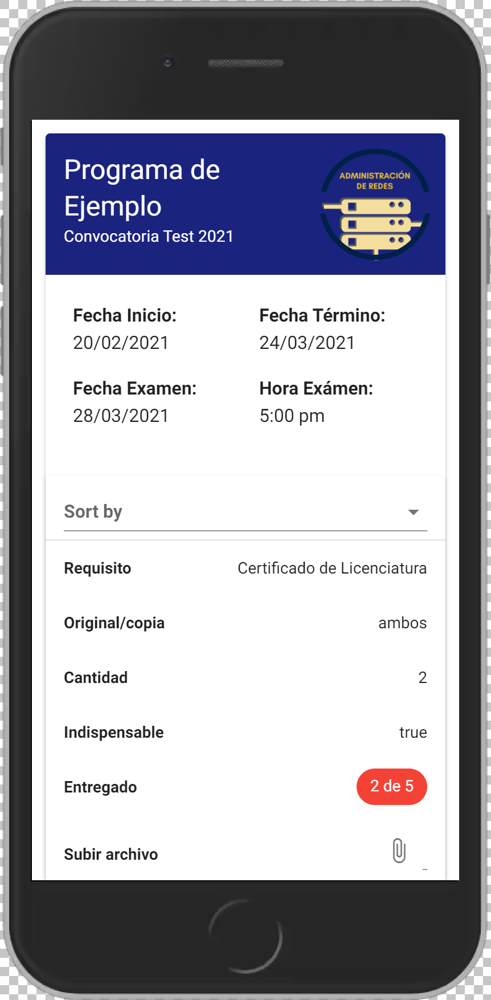 Programa de
Ejemplo
Convocatoria Test 2021
ADMINISTRACIÓN
DE REDES
Fecha Inicio:
20/02/2021
Fecha Término:
24/03/2021
Fecha Examen:
28/03/2021
Hora Exámen:
5:00 pm
Sort by
Requisito Certificado de Licenciatura
Original/copia ambos
Cantidad 2
Indispensable true
Entregado 2 de 5
Subir archivo